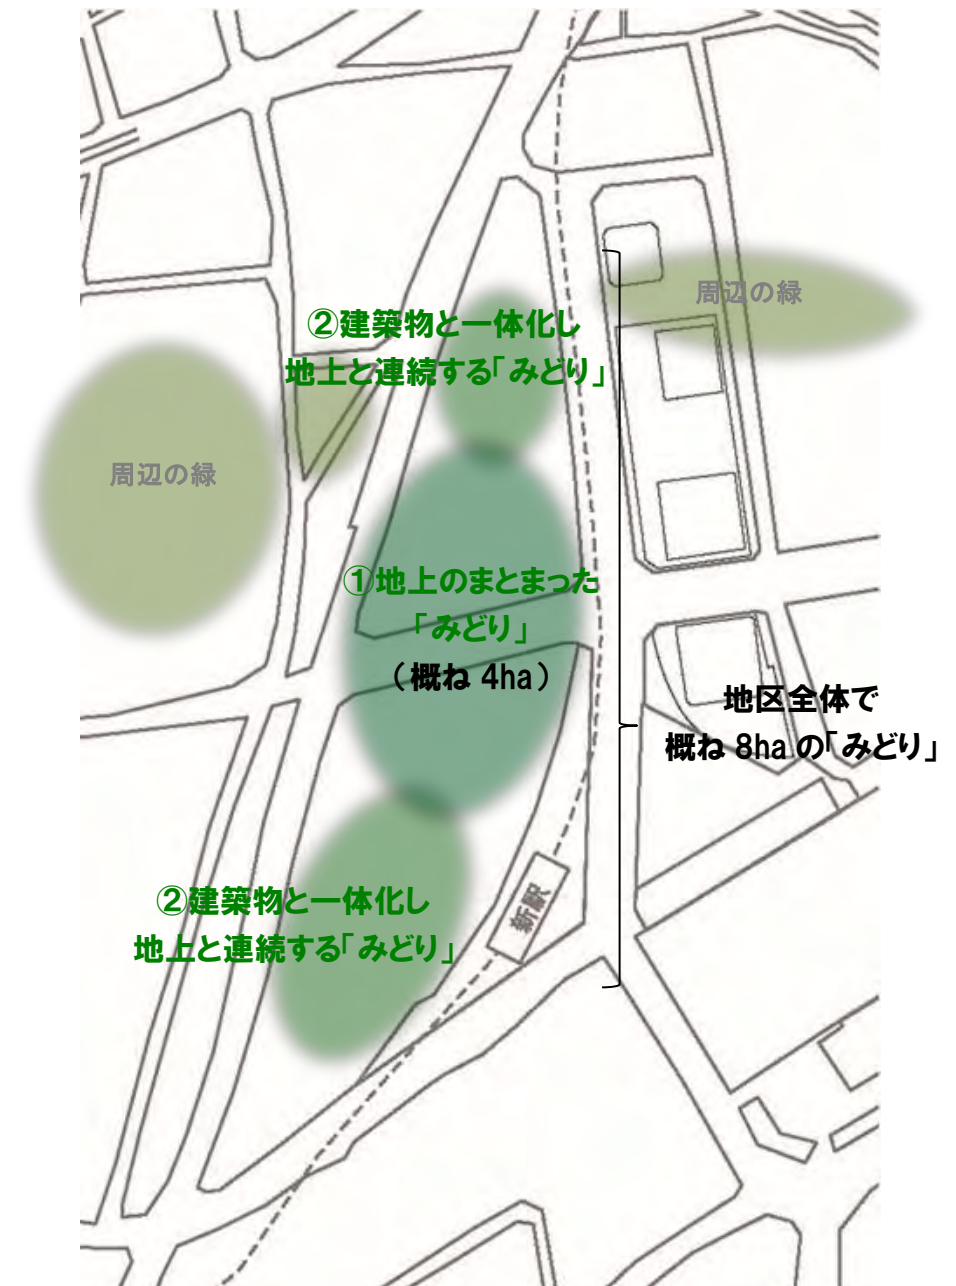 周辺の緑
②建築物と一体化し
地上と連続する「みどり」
周辺の緑
①地上のまとまった
「みどり」
（概ね 4ha）
地区全体で
概ね 8ha の「みどり」
②建築物と一体化し
地上と連続する「みどり」
新駅